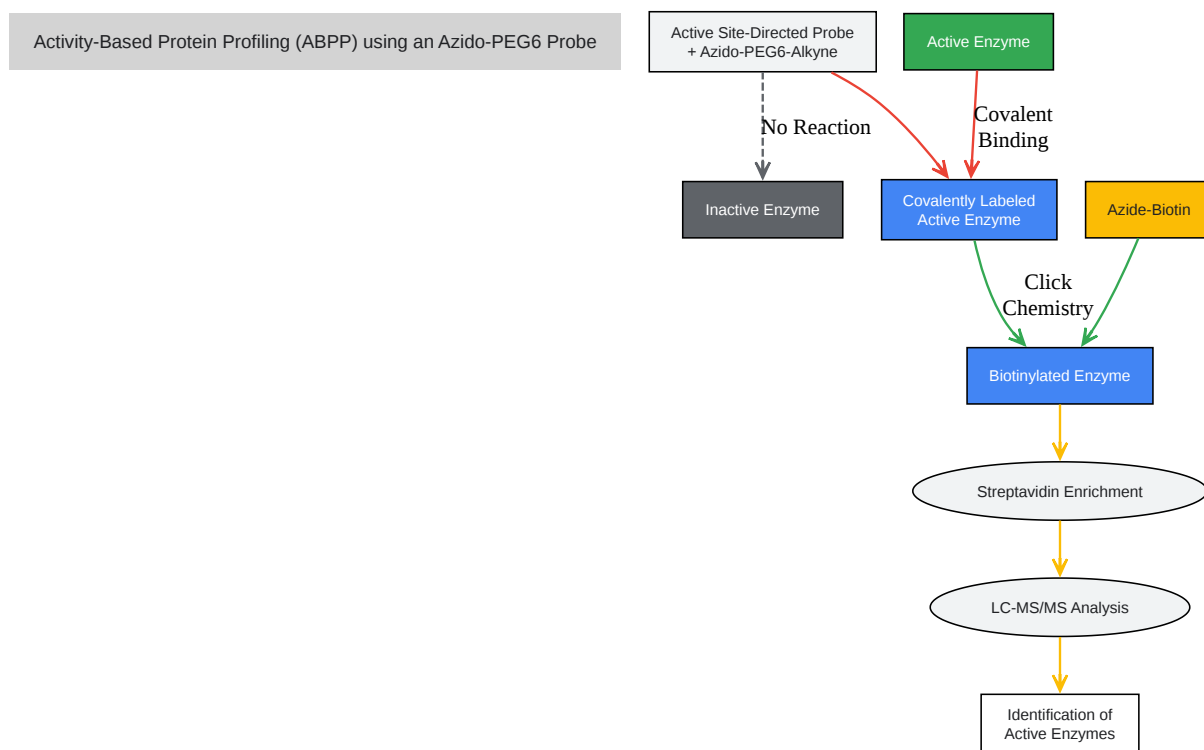 Activity-Based Protein Profiling (ABPP) using an Azido-PEG6 Probe
Active Site-Directed Probe
+ Azido-PEG6-Alkyne
Active Enzyme
No Reaction
Covalent
Binding
Inactive Enzyme
Covalently Labeled
Active Enzyme
Azide-Biotin
Click
Chemistry
Biotinylated Enzyme
Streptavidin Enrichment
LC-MS/MS Analysis
Identification of
Active Enzymes